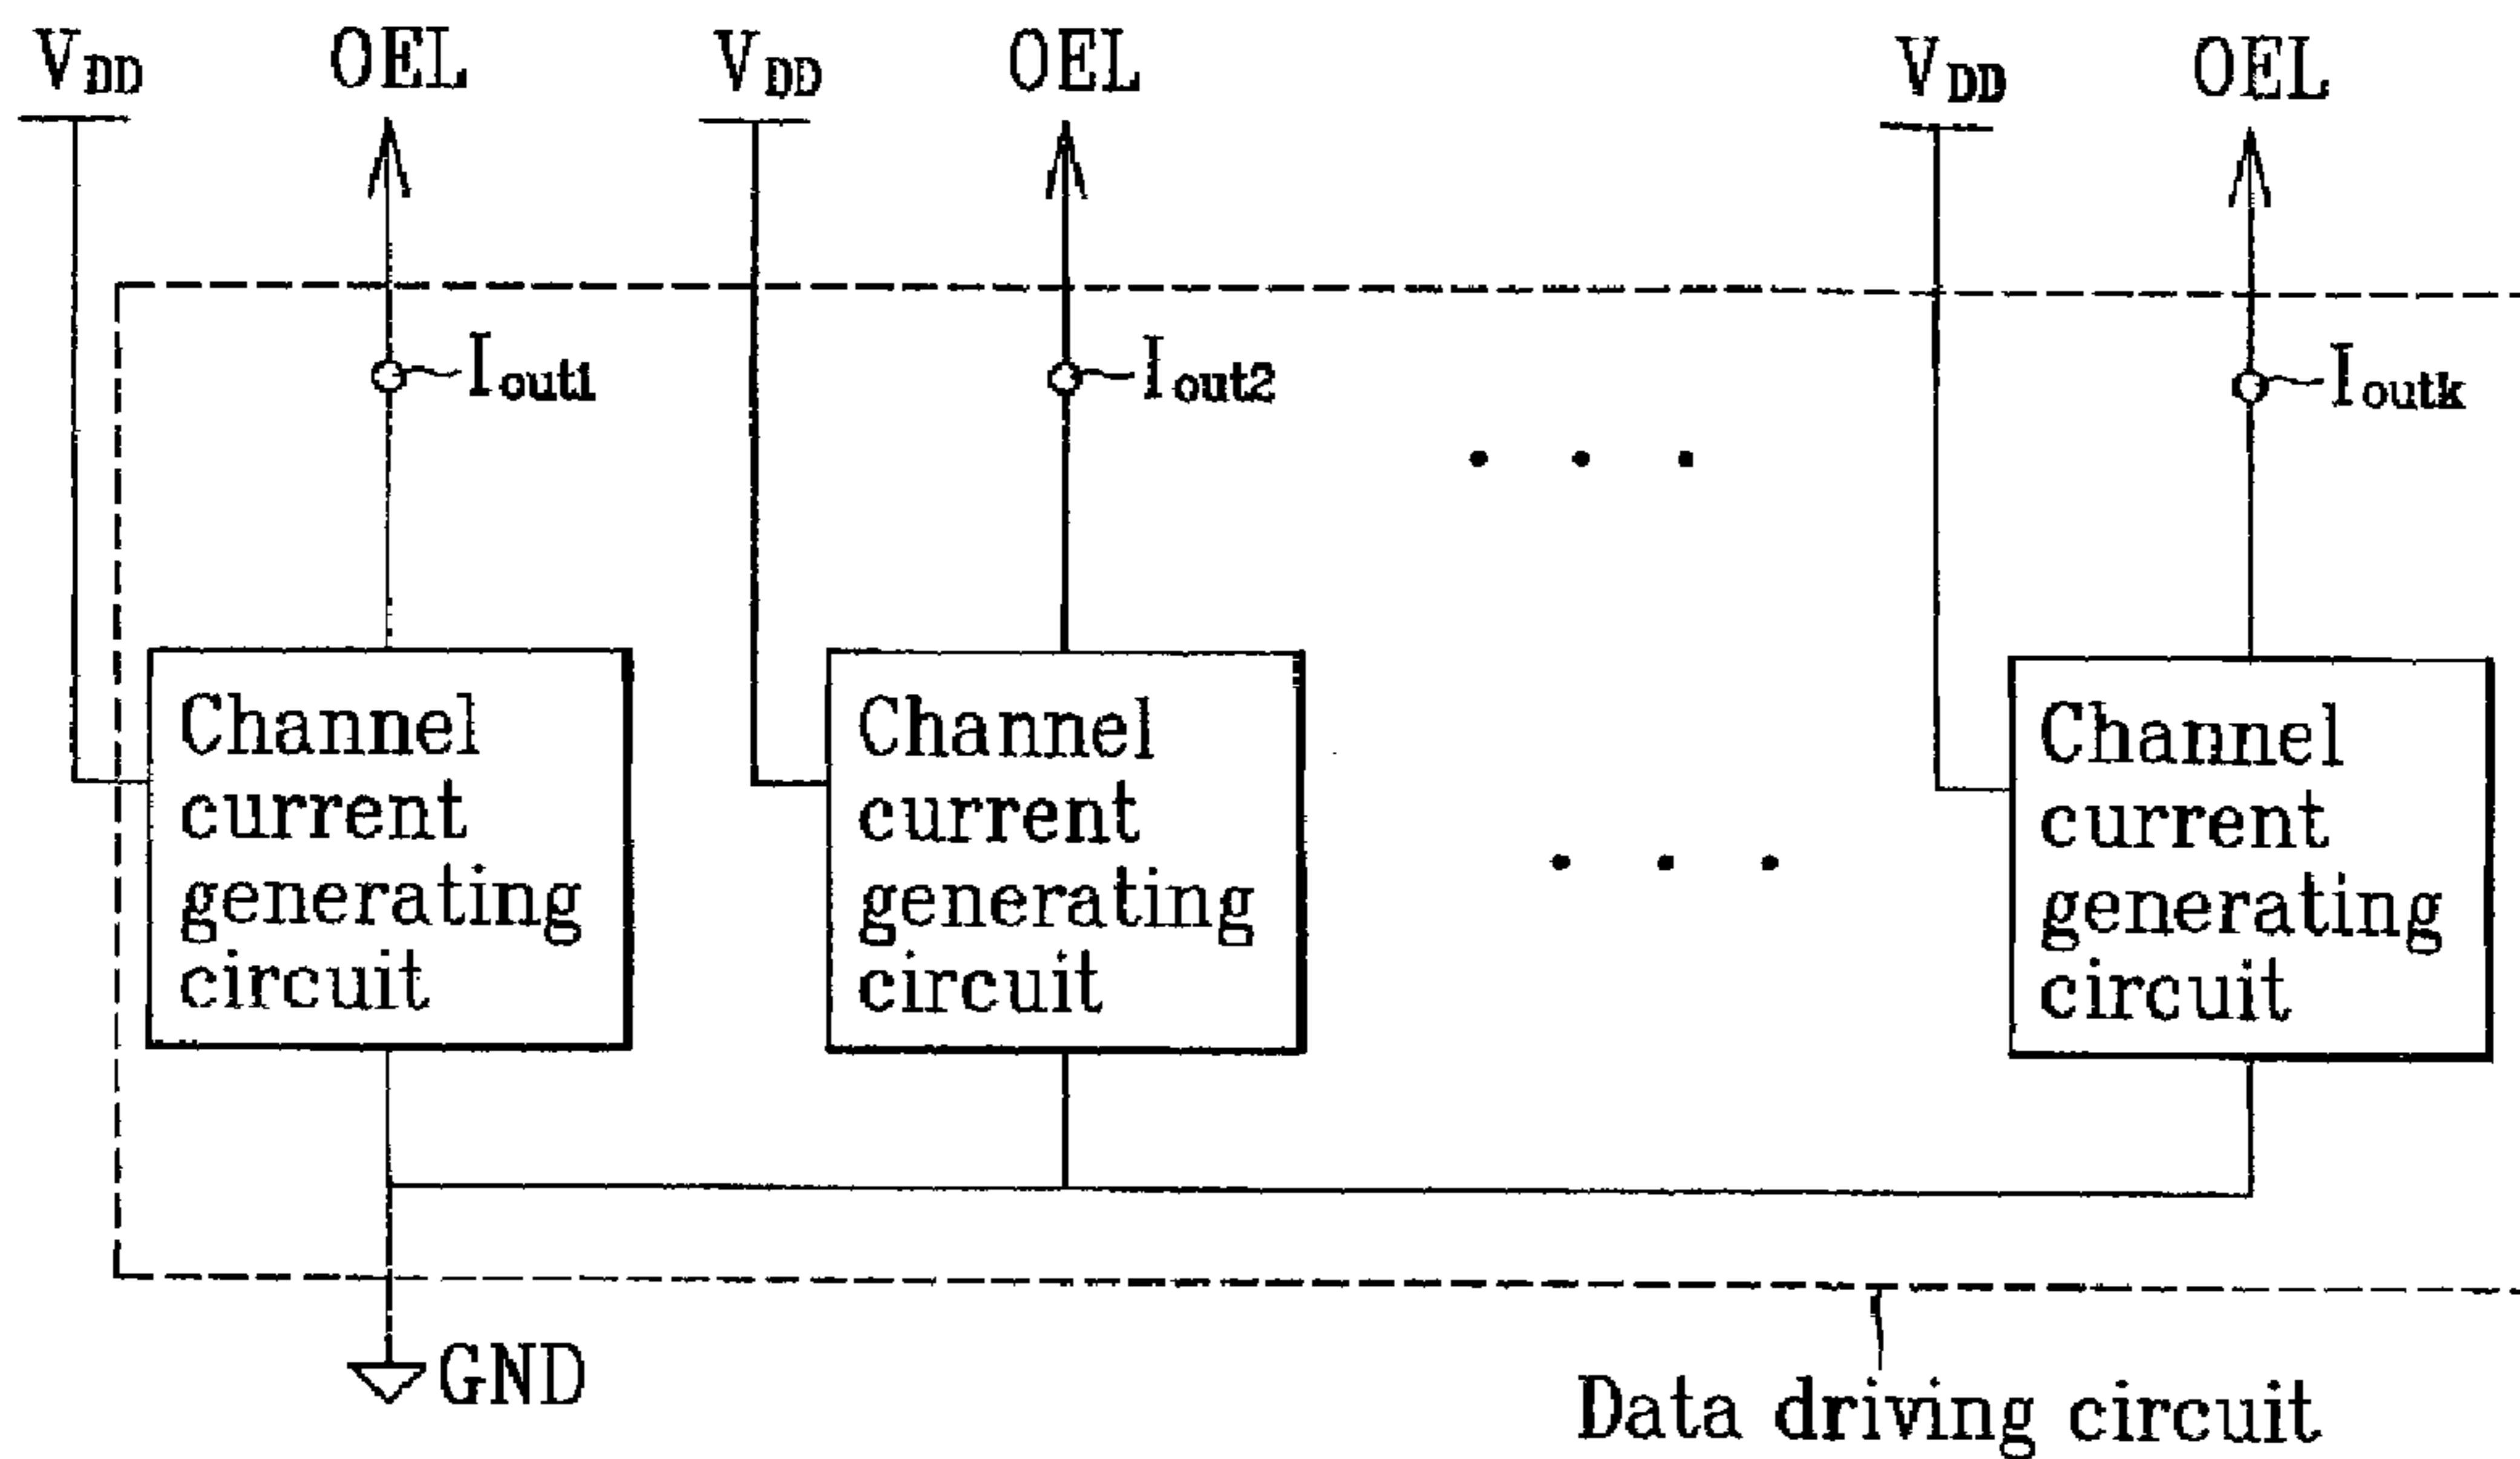 VDD OEL VDD OEL VDD OEL
Iout1 Iout2 Ioutk
Channel
current
generating
circuit
Channel
current
generating
circuit
Channel
current
generating
circuit
GND
Data driving circuit